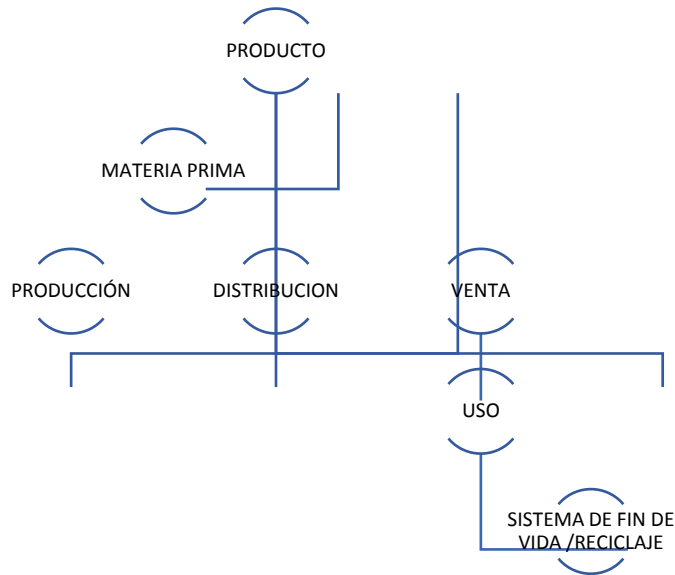 PRODUCTO
MATERIA PRIMA
PRODUCCIÓN
DISTRIBUCION
VENTA
USO
SISTEMA DE FIN DE
VIDA /RECICLAJE